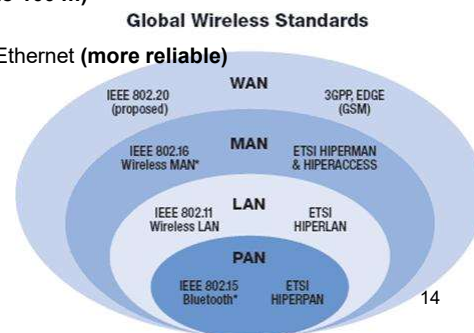 100 m)
Global Wireless Standards
Ethernet (more reliable)
WAN
IEEE 802.20
(proposed)
3GPP, EDGE
(GSM)
MAN
IEEE 802.16
Wireless MAN*
ETSI HIPERMAN
& HIPERACCESS
LAN
IEEE 802.11
Wireless LAN
ETSI
HIPERLAN
PAN
IEEE 802.15
Bluetooth*
ETSI
HIPERPAN
14